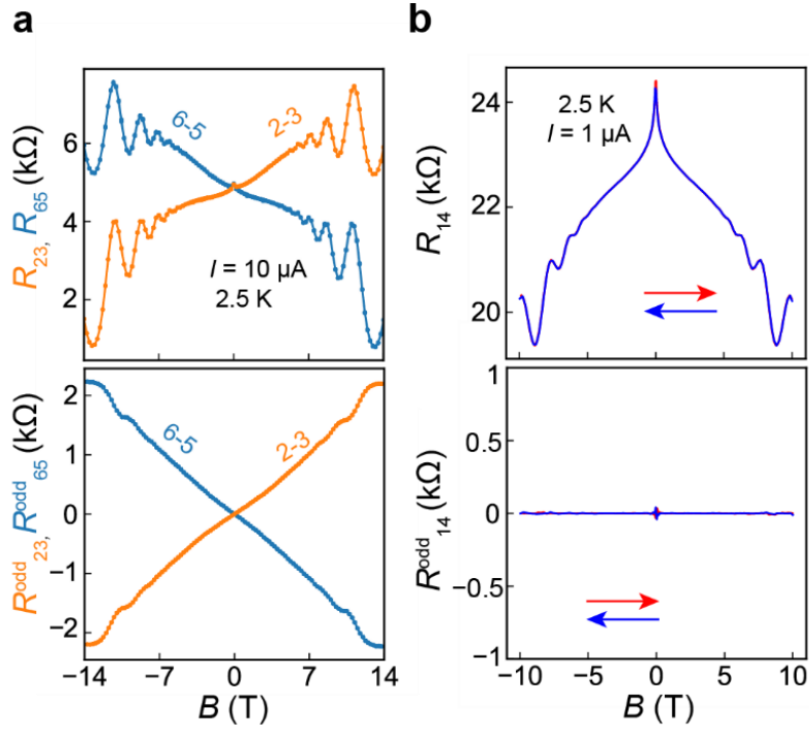 a
R23, R65 (kΩ)
6
4
2
6-5
2-3
I = 10 μA
2.5 K
Rodd23, Rodd65 (kΩ)
2
1
0
−1
−2
6-5
2-3
−14 −7 0 7 14
B (T)
b
R14 (kΩ)
24
22
20
2.5 K
I = 1 μA
Rodd14 (kΩ)
1
0.5
0
−0.5
−1
−10 −5 0 5 10
B (T)